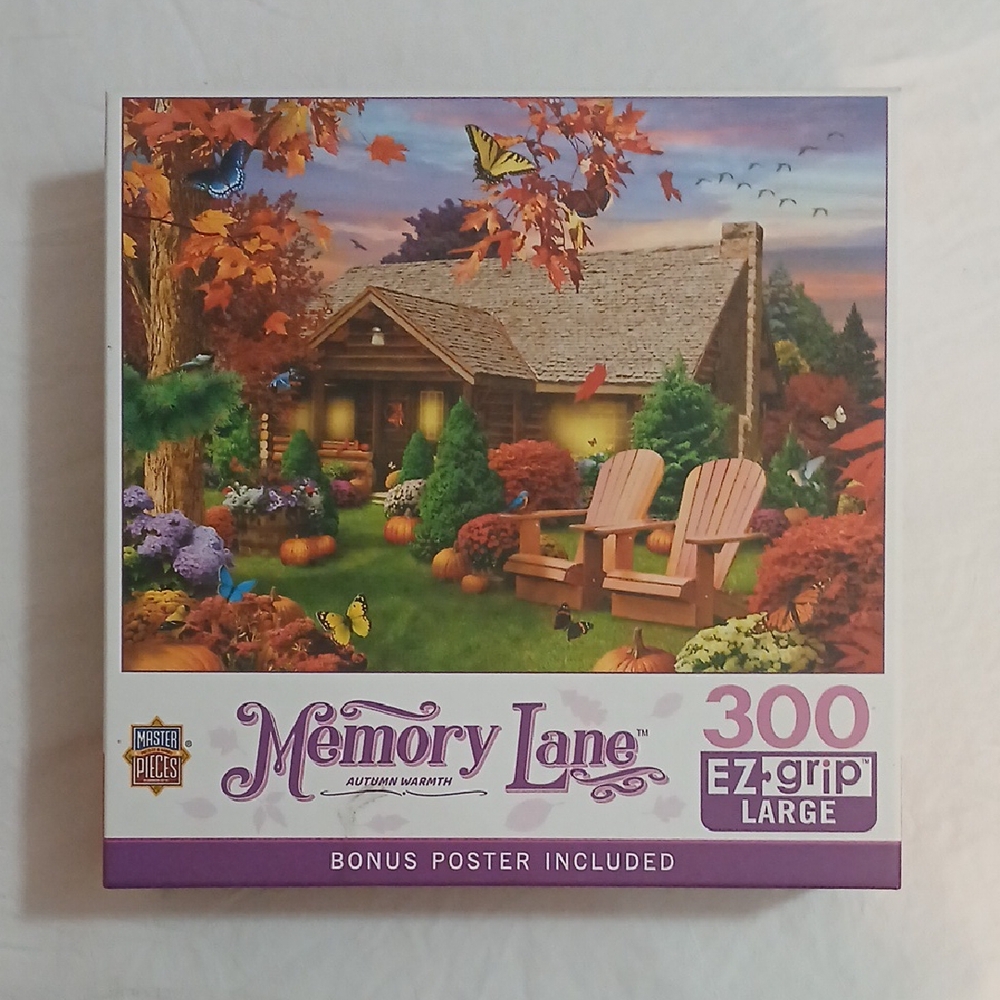 MASTER
PIECES
®
Memory Lane™
AUTUMN WARMTH
300
EZ-grip™
LARGE
BONUS POSTER INCLUDED